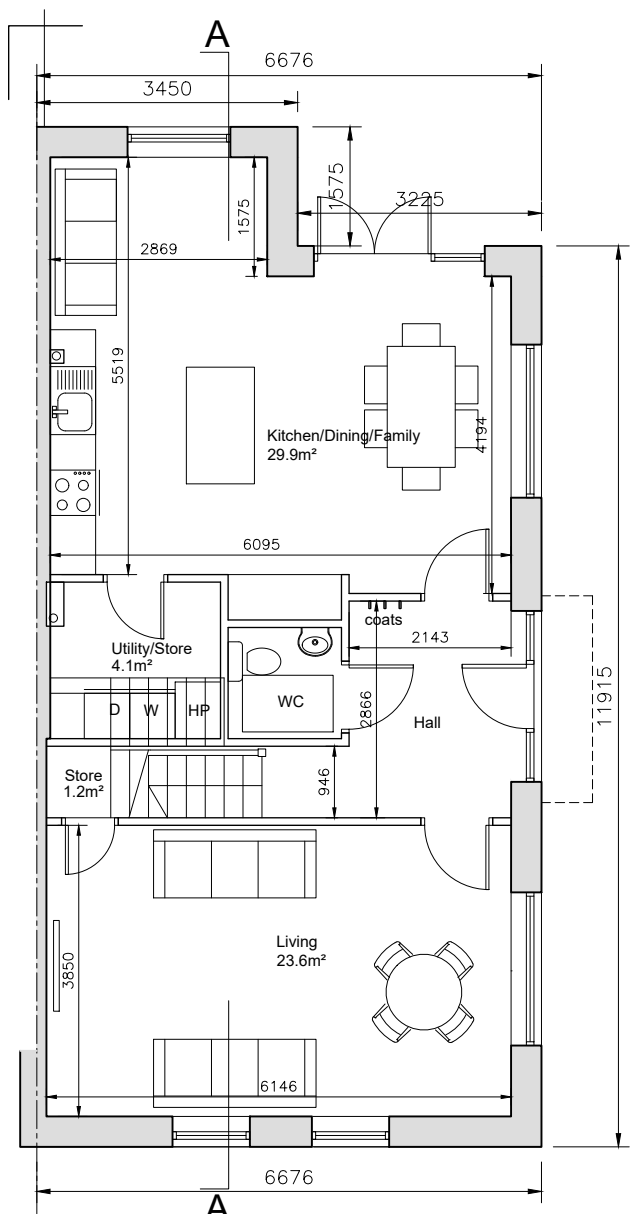 A
6676
3450
1575
3225
1575
2869
5519
Kitchen/Dining/Family
29.9m²
4194
6095
coats
Utility/Store
4.1m²
2143
11915
D
W
HP
WC
2866
Hall
Store
1.2m²
946
Living
23.6m²
3850
6146
6676
A